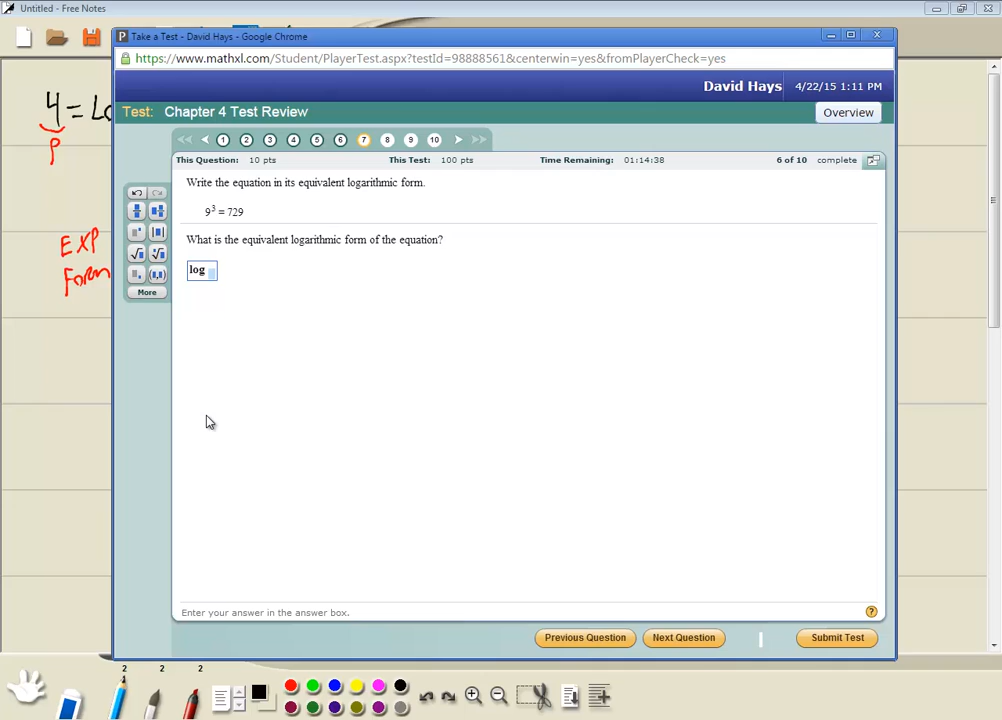 Untitled - Free Notes
Take a Test - David Hays - Google Chrome
https://www.mathxl.com/Student/PlayerTest.aspx?testId=98888561&centerwin=yes&fromPlayerCheck=yes
David Hays 4/22/15 1:11 PM
Test: Chapter 4 Test Review
Overview
1 2 3 4 5 6 7 8 9 10
This Question: 10 pts This Test: 100 pts Time Remaining: 01:14:38 6 of 10 complete
Write the equation in its equivalent logarithmic form.
9³ = 729
What is the equivalent logarithmic form of the equation?
log
More
4 = Lo
P
EXP
Form
Enter your answer in the answer box.
Previous Question Next Question Submit Test
2 2 2